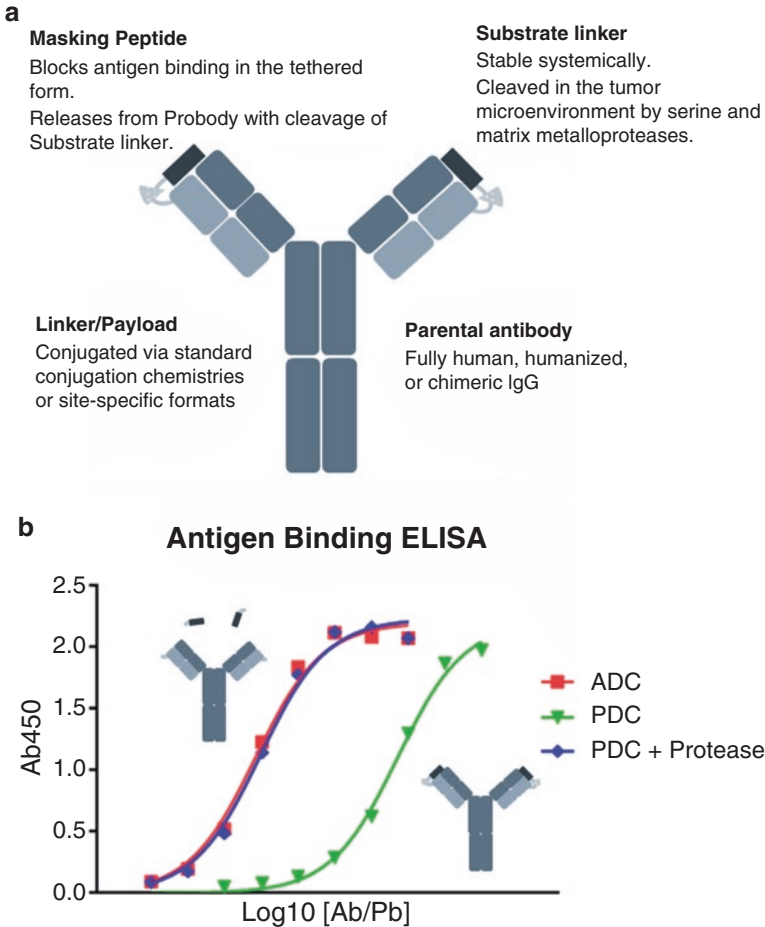 a
Masking Peptide
Blocks antigen binding in the tethered
form.
Releases from Probody with cleavage of
Substrate linker.
Substrate linker
Stable systemically.
Cleaved in the tumor
microenvironment by serine and
matrix metalloproteases.
Linker/Payload
Conjugated via standard
conjugation chemistries
or site-specific formats
Parental antibody
Fully human, humanized,
or chimeric IgG
b
Antigen Binding ELISA
2.5
2.0
1.5
1.0
0.5
0.0
Ab450
Log10 [Ab/Pb]
ADC
PDC
PDC + Protease